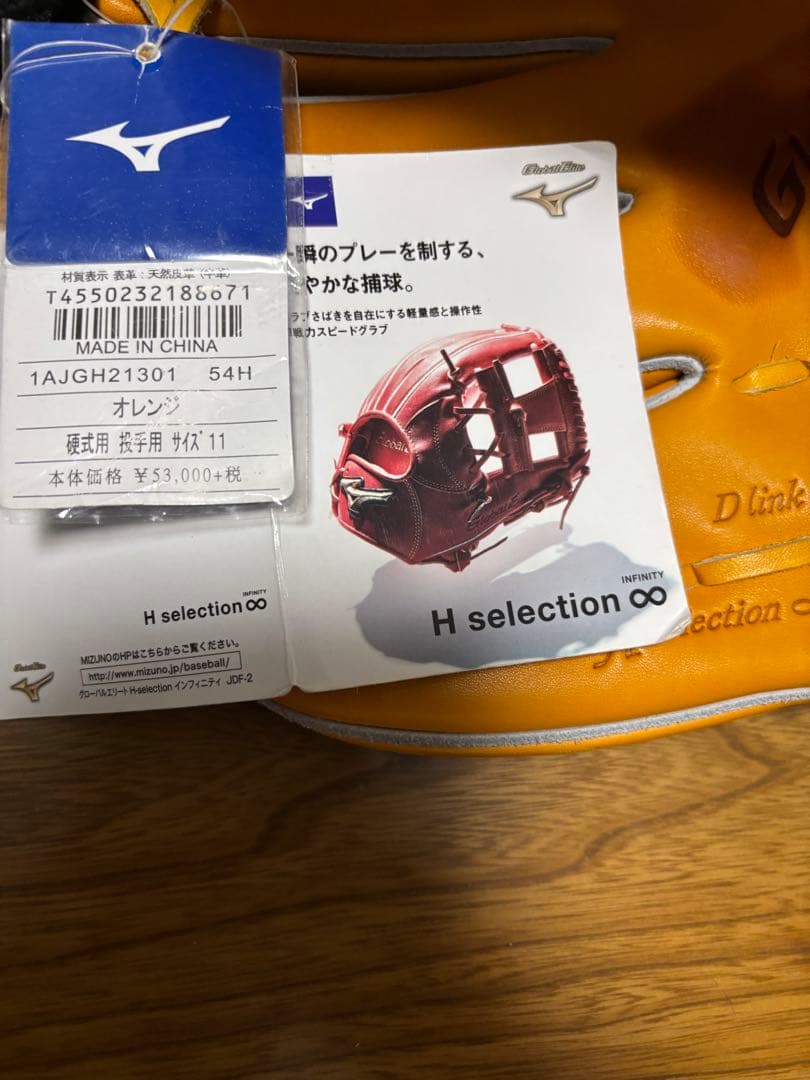 材質表示 表革：天然皮革（牛革）
T4550232188671
MADE IN CHINA
1AJGH21301 54H
オレンジ
硬式用 投手用 サイズ11
本体価格 ￥53,000+税
GlobalElite
瞬のプレーを制する、
やかな捕球。
ラブさばきを自在にする軽量感と操作性
力スピードグラブ
INFINITY
H selection ∞
INFINITY
H selection ∞
MIZUNOのHPはこちらからご覧ください。
http://www.mizuno.jp/baseball/
グローバルエリート H-selection インフィニティ JDF-2
D link